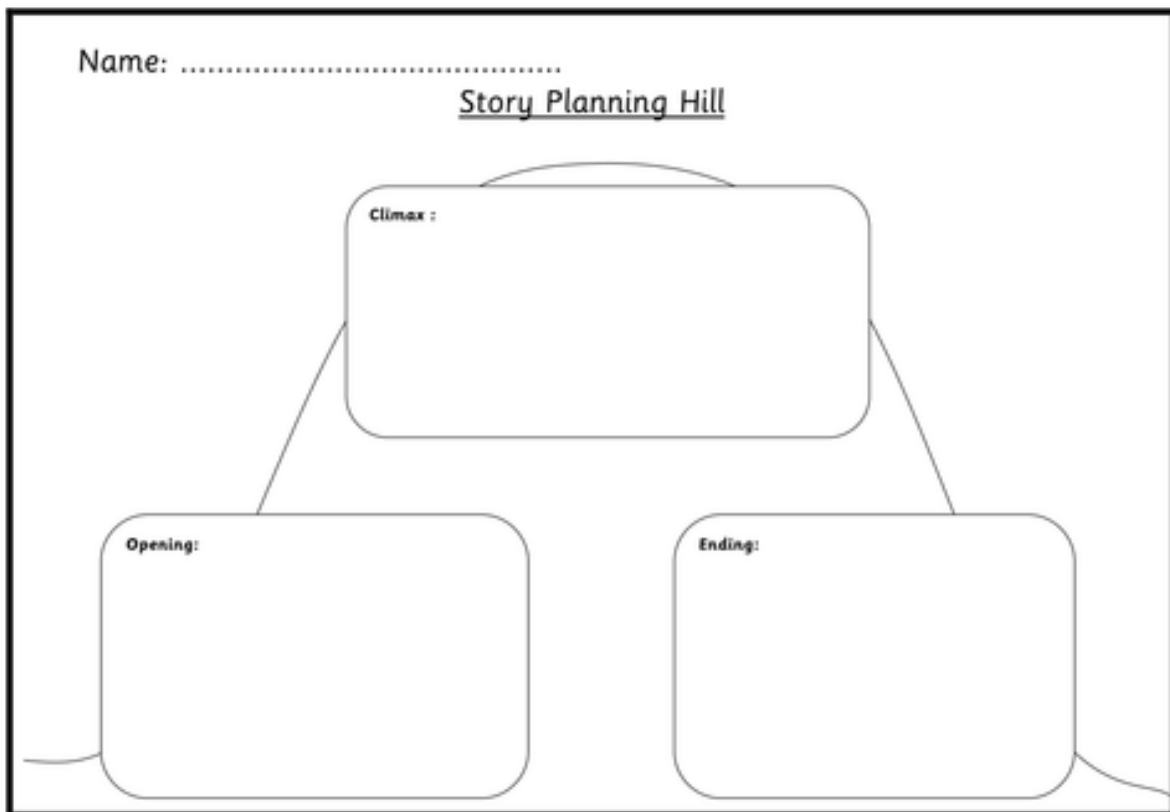 Name: ..........................................
Story Planning Hill
Climax :
Opening:
Ending: